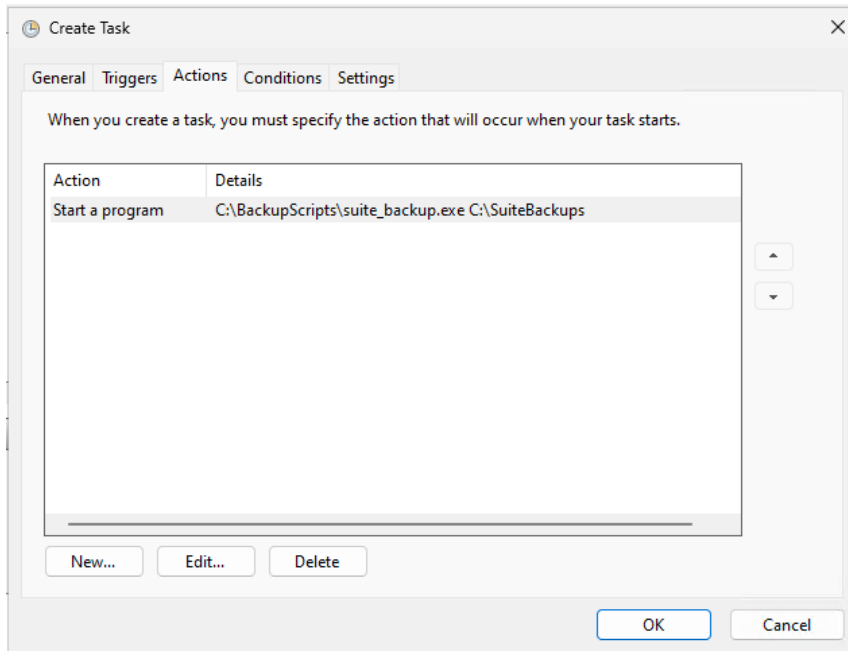 Create Task
General Triggers Actions Conditions Settings
When you create a task, you must specify the action that will occur when your task starts.
Action Details
Start a program C:\BackupScripts\suite_backup.exe C:\SuiteBackups
New... Edit... Delete
OK Cancel